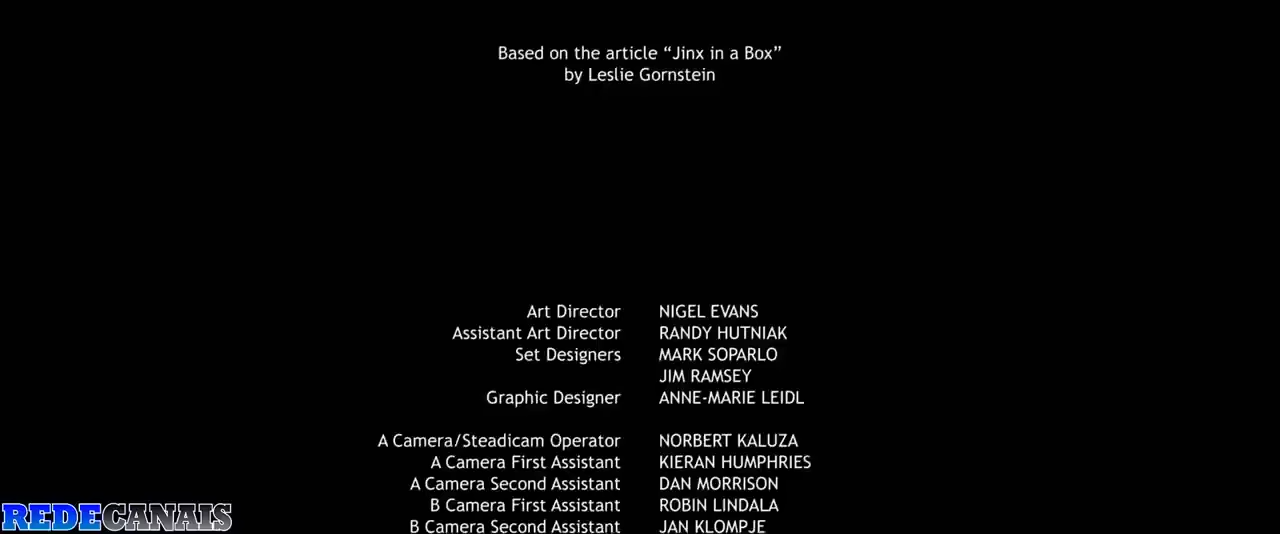 Based on the article “Jinx in a Box”
by Leslie Gornstein
Art Director NIGEL EVANS
Assistant Art Director RANDY HUTNIAK
Set Designers MARK SOPARLO
JIM RAMSEY
Graphic Designer ANNE-MARIE LEIDL
A Camera/Steadicam Operator NORBERT KALUZA
A Camera First Assistant KIERAN HUMPHRIES
A Camera Second Assistant DAN MORRISON
B Camera First Assistant ROBIN LINDALA
B Camera Second Assistant JAN KLOMPJE
REDECANAIS